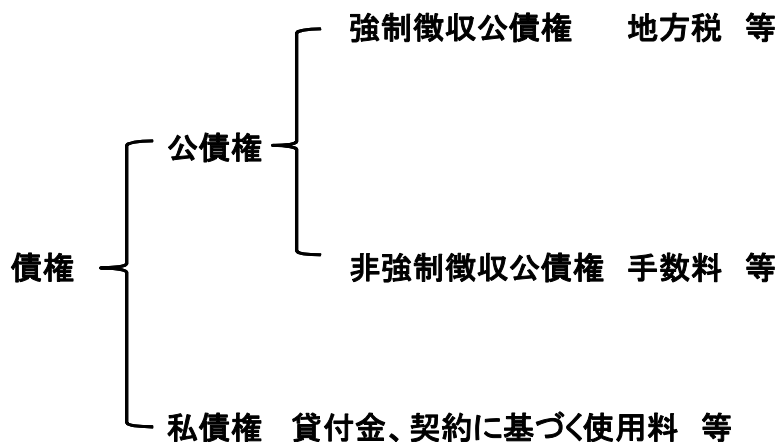 強制徴収公債権　地方税　等
公債権
債権
非強制徴収公債権　手数料　等
私債権　貸付金、契約に基づく使用料　等